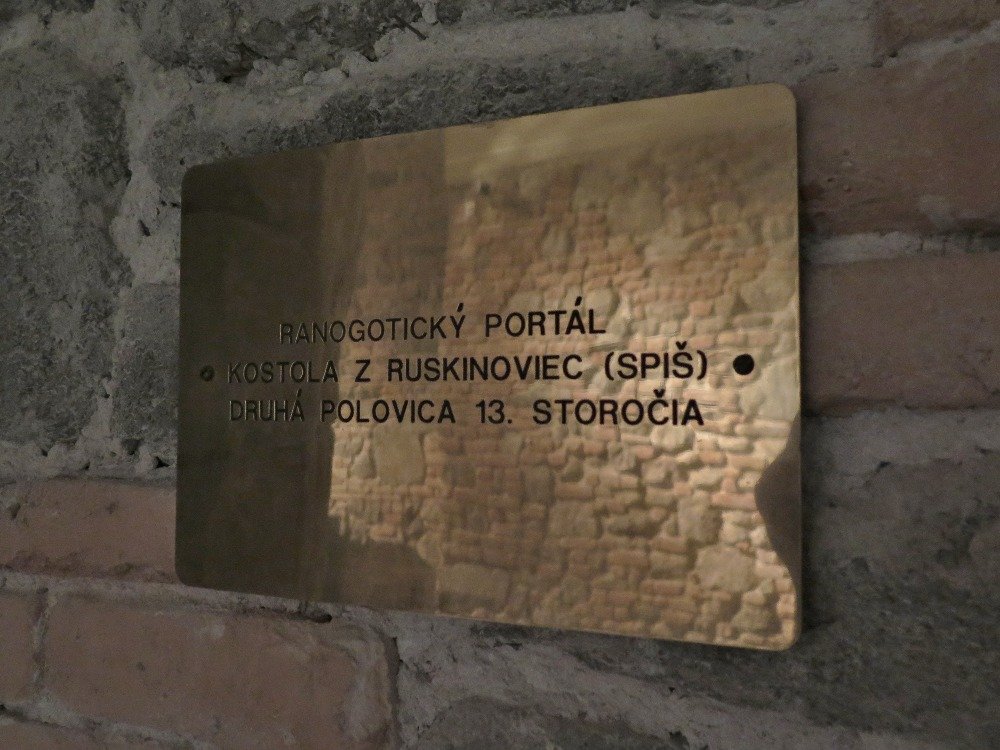 RANOGOTICKÝ PORTÁL
KOSTOLA Z RUSKINOVIEC (SPIŠ)
DRUHÁ POLOVICA 13. STOROČIA